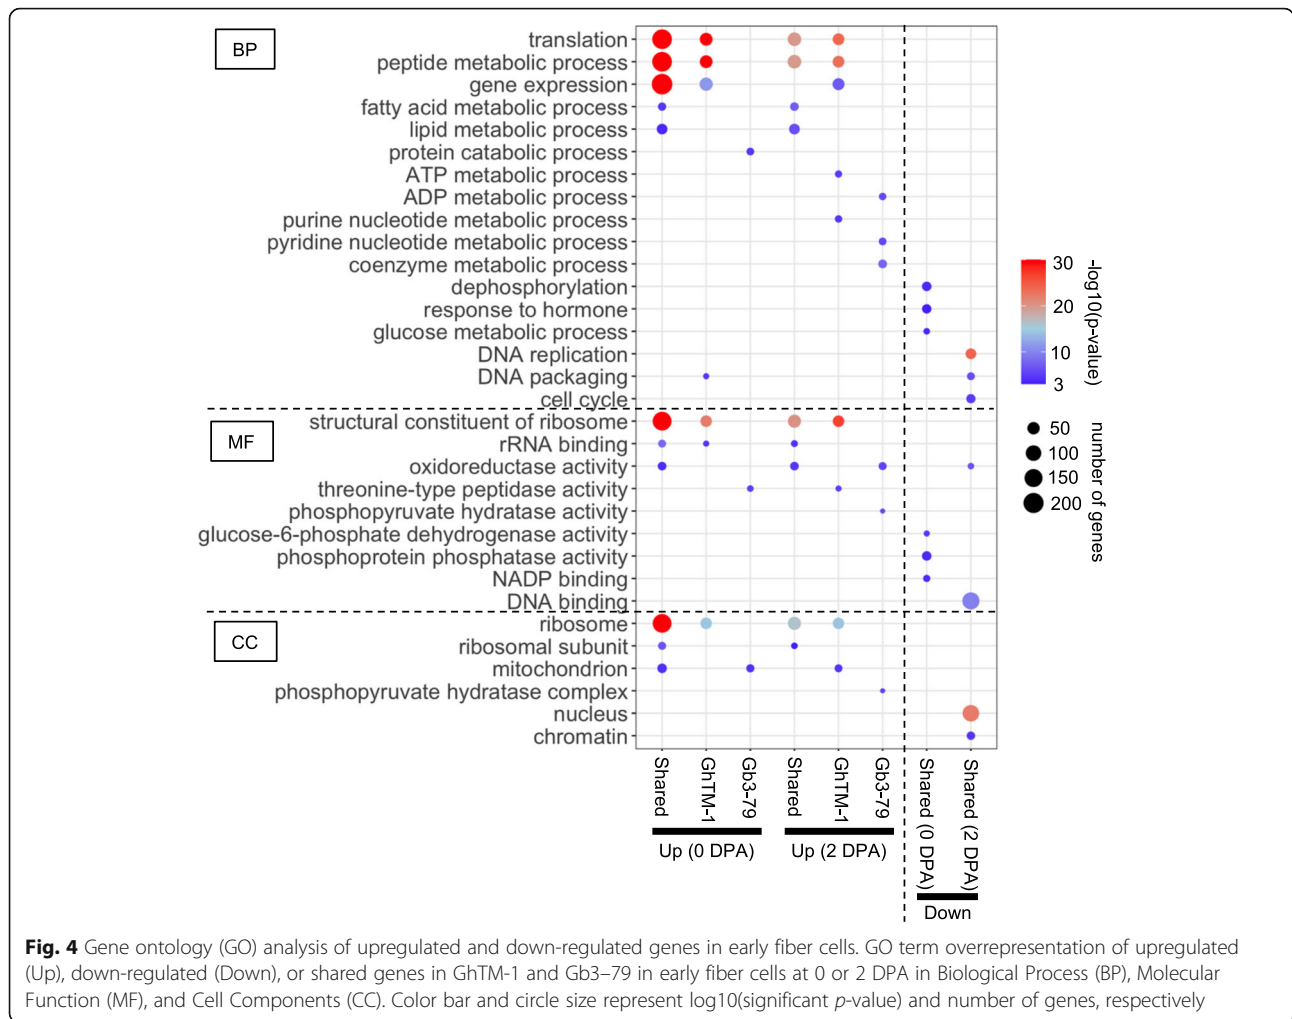 BP
translation
peptide metabolic process
gene expression
fatty acid metabolic process
lipid metabolic process
protein catabolic process
ATP metabolic process
ADP metabolic process
purine nucleotide metabolic process
pyridine nucleotide metabolic process
coenzyme metabolic process
dephosphorylation
response to hormone
glucose metabolic process
DNA replication
DNA packaging
cell cycle
MF
structural constituent of ribosome
rRNA binding
oxidoreductase activity
threonine-type peptidase activity
phosphopyruvate hydratase activity
glucose-6-phosphate dehydrogenase activity
phosphoprotein phosphatase activity
NADP binding
DNA binding
CC
ribosome
ribosomal subunit
mitochondrion
phosphopyruvate hydratase complex
nucleus
chromatin
Shared
GhTM-1
Gb3-79
Shared
GhTM-1
Gb3-79
Shared (0 DPA)
Shared (2 DPA)
Up (0 DPA)
Up (2 DPA)
Down
30
20
10
3
-log10(p-value)
50
100
150
200
number of genes
Fig. 4 Gene ontology (GO) analysis of upregulated and down-regulated genes in early fiber cells. GO term overrepresentation of upregulated
(Up), down-regulated (Down), or shared genes in GhTM-1 and Gb3–79 in early fiber cells at 0 or 2 DPA in Biological Process (BP), Molecular
Function (MF), and Cell Components (CC). Color bar and circle size represent log10(significant p-value) and number of genes, respectively